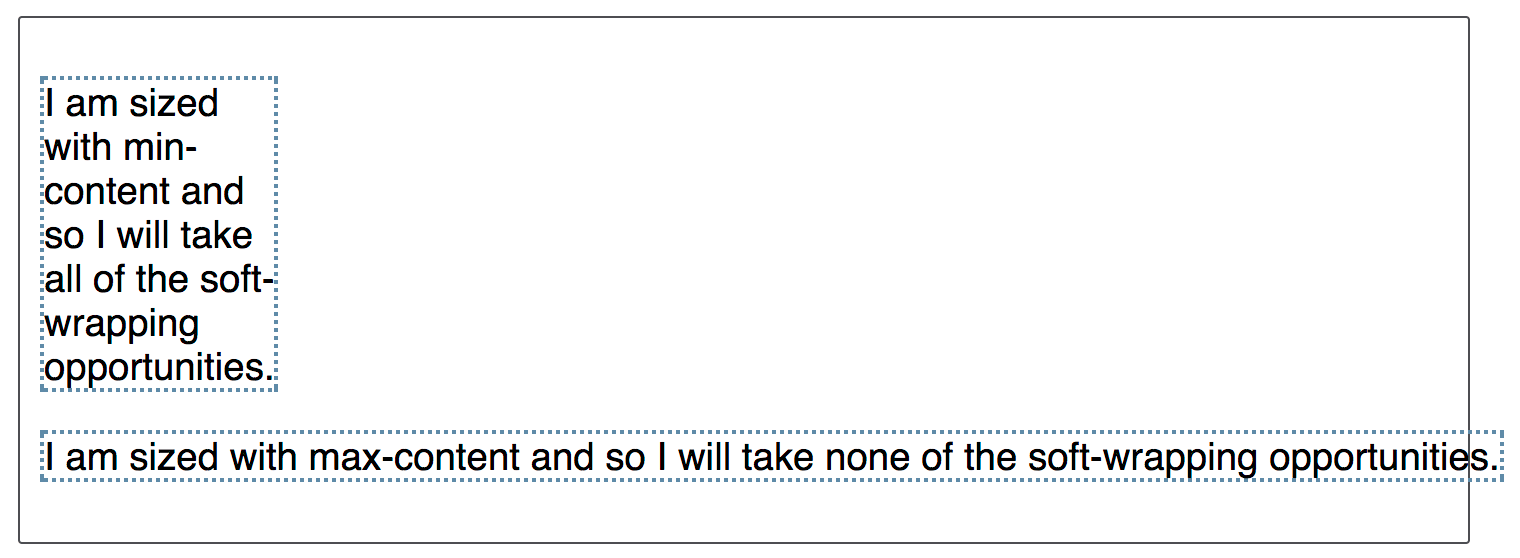 I am sized
with min-
content and
so I will take
all of the soft-
wrapping
opportunities.
I am sized with max-content and so I will take none of the soft-wrapping opportunities.